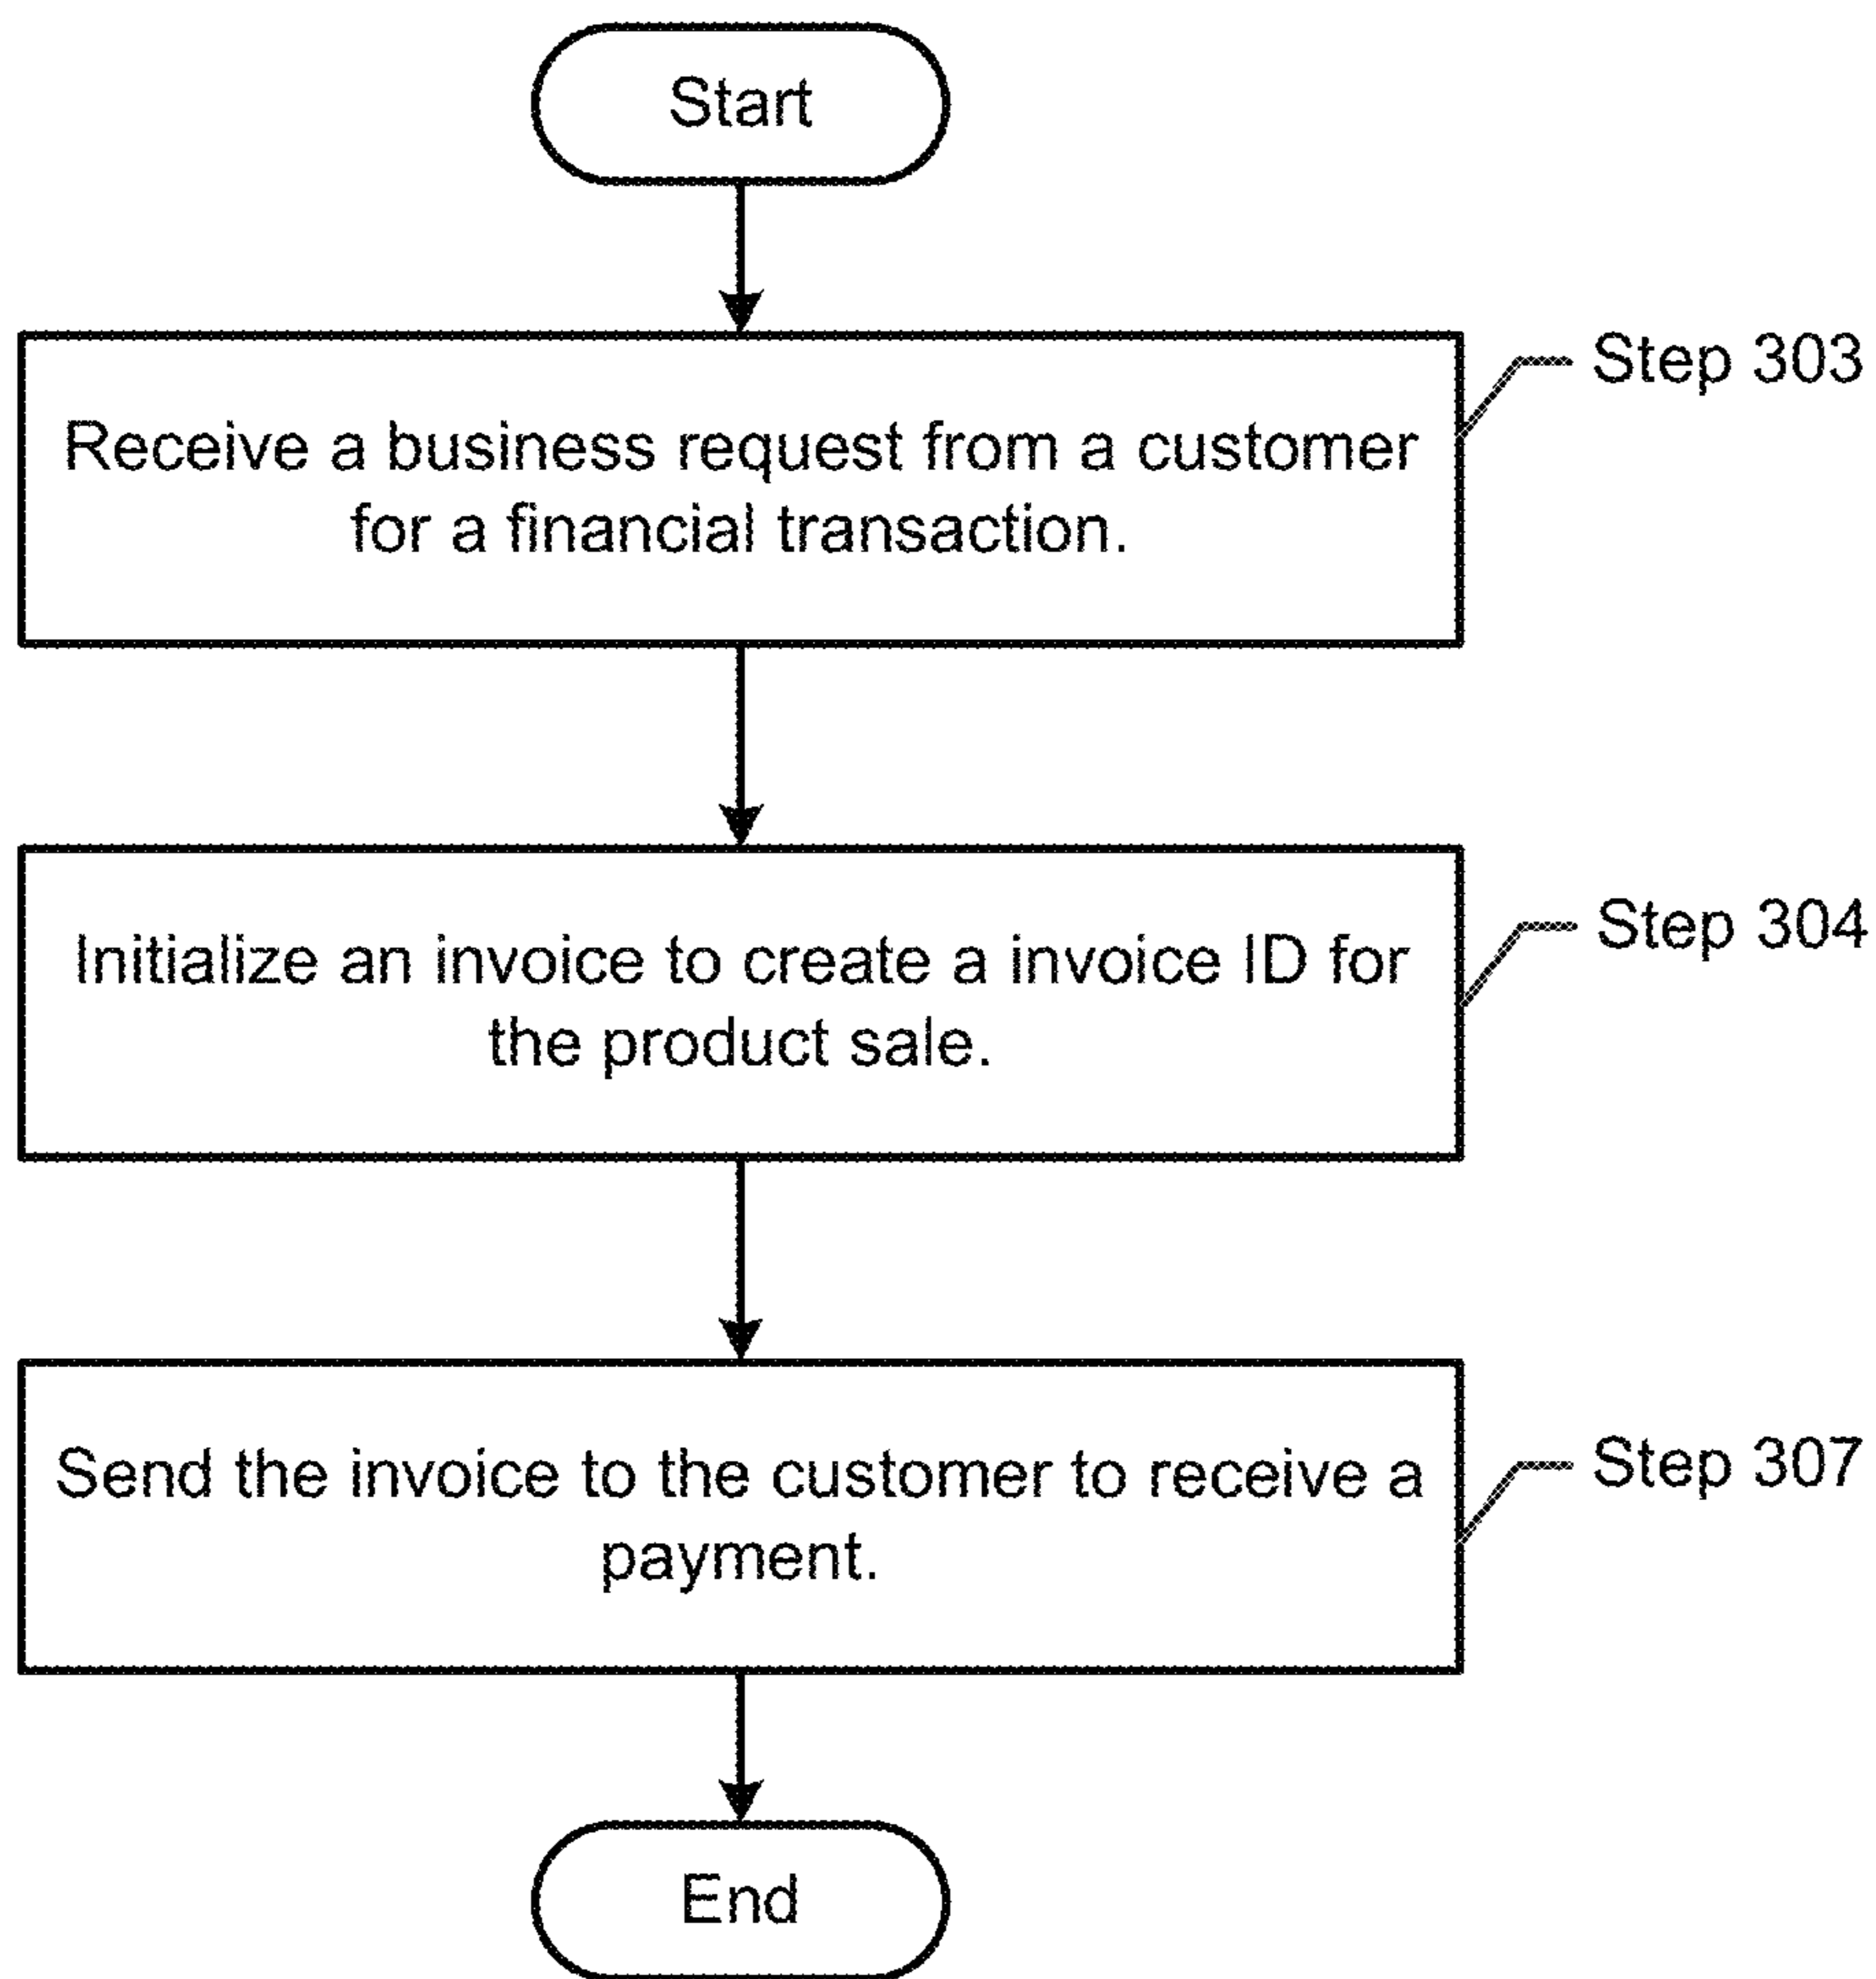 Start
Step 303
Receive a business request from a customer
for a financial transaction.
Step 304
Initialize an invoice to create a invoice ID for
the product sale.
Step 307
Send the invoice to the customer to receive a
payment.
End